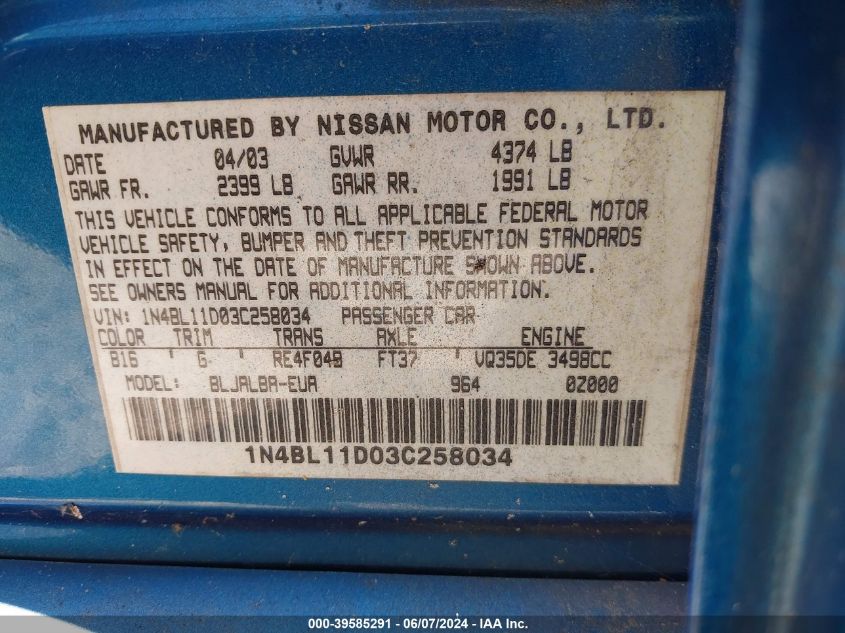 MANUFACTURED BY NISSAN MOTOR CO., LTD.
DATE 04/03 GVWR 4374 LB
GAWR FR. 2399 LB GAWR RR. 1991 LB
THIS VEHICLE CONFORMS TO ALL APPLICABLE FEDERAL MOTOR
VEHICLE SAFETY, BUMPER AND THEFT PREVENTION STANDARDS
IN EFFECT ON THE DATE OF MANUFACTURE SHOWN ABOVE.
SEE OWNERS MANUAL FOR ADDITIONAL INFORMATION.
VIN: 1N4BL11D03C258034 PASSENGER CAR
COLOR TRIM TRANS AXLE ENGINE
B16 ' G ' RE4F04B FT37 ' VQ35DE 3498CC
MODEL: BLJALBA-EUA 964 0Z000
1N4BL11D03C258034
000-39585291 - 06/07/2024 - IAA Inc.